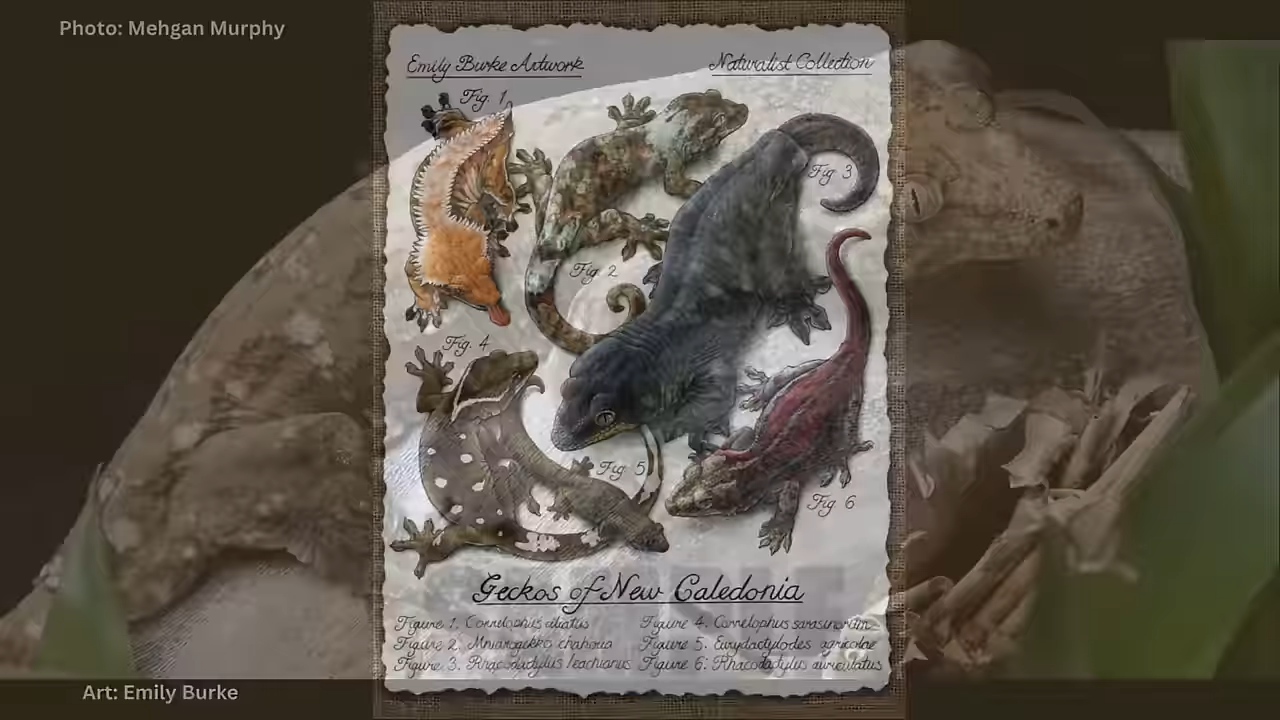 Photo: Mehgan Murphy
Emily Burke Artwork
Naturalist Collection
Fig. 1
Fig 3
Fig. 2
Fig. 4
Fig 5
Fig 6
Geckos of New Caledonia
Figure 1. Correlophus ciliatus
Figure 2. Mniarogekko chahoua
Figure 3. Rhacodactylus leachianus
Figure 4. Correlophus sarasinorum
Figure 5. Eurydactylodes agricolae
Figure 6: Rhacodactylus auriculatus
Art: Emily Burke